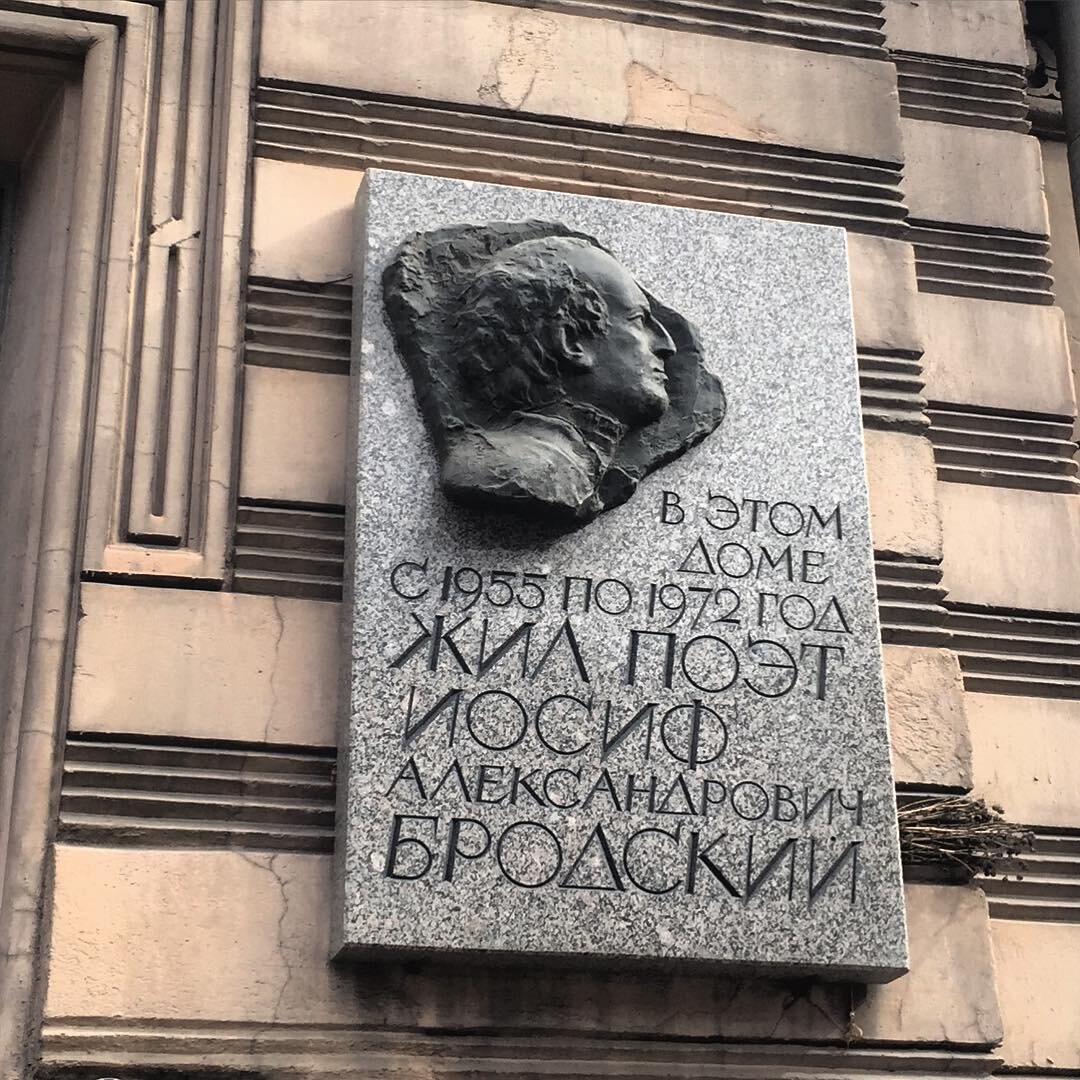 В ЭТОМ
ДОМЕ
С 1955 ПО 1972 ГОД
ЖИЛ ПОЭТ
ИОСИФ
АЛЕКСАНДРОВИЧ
БРОДСКИЙ